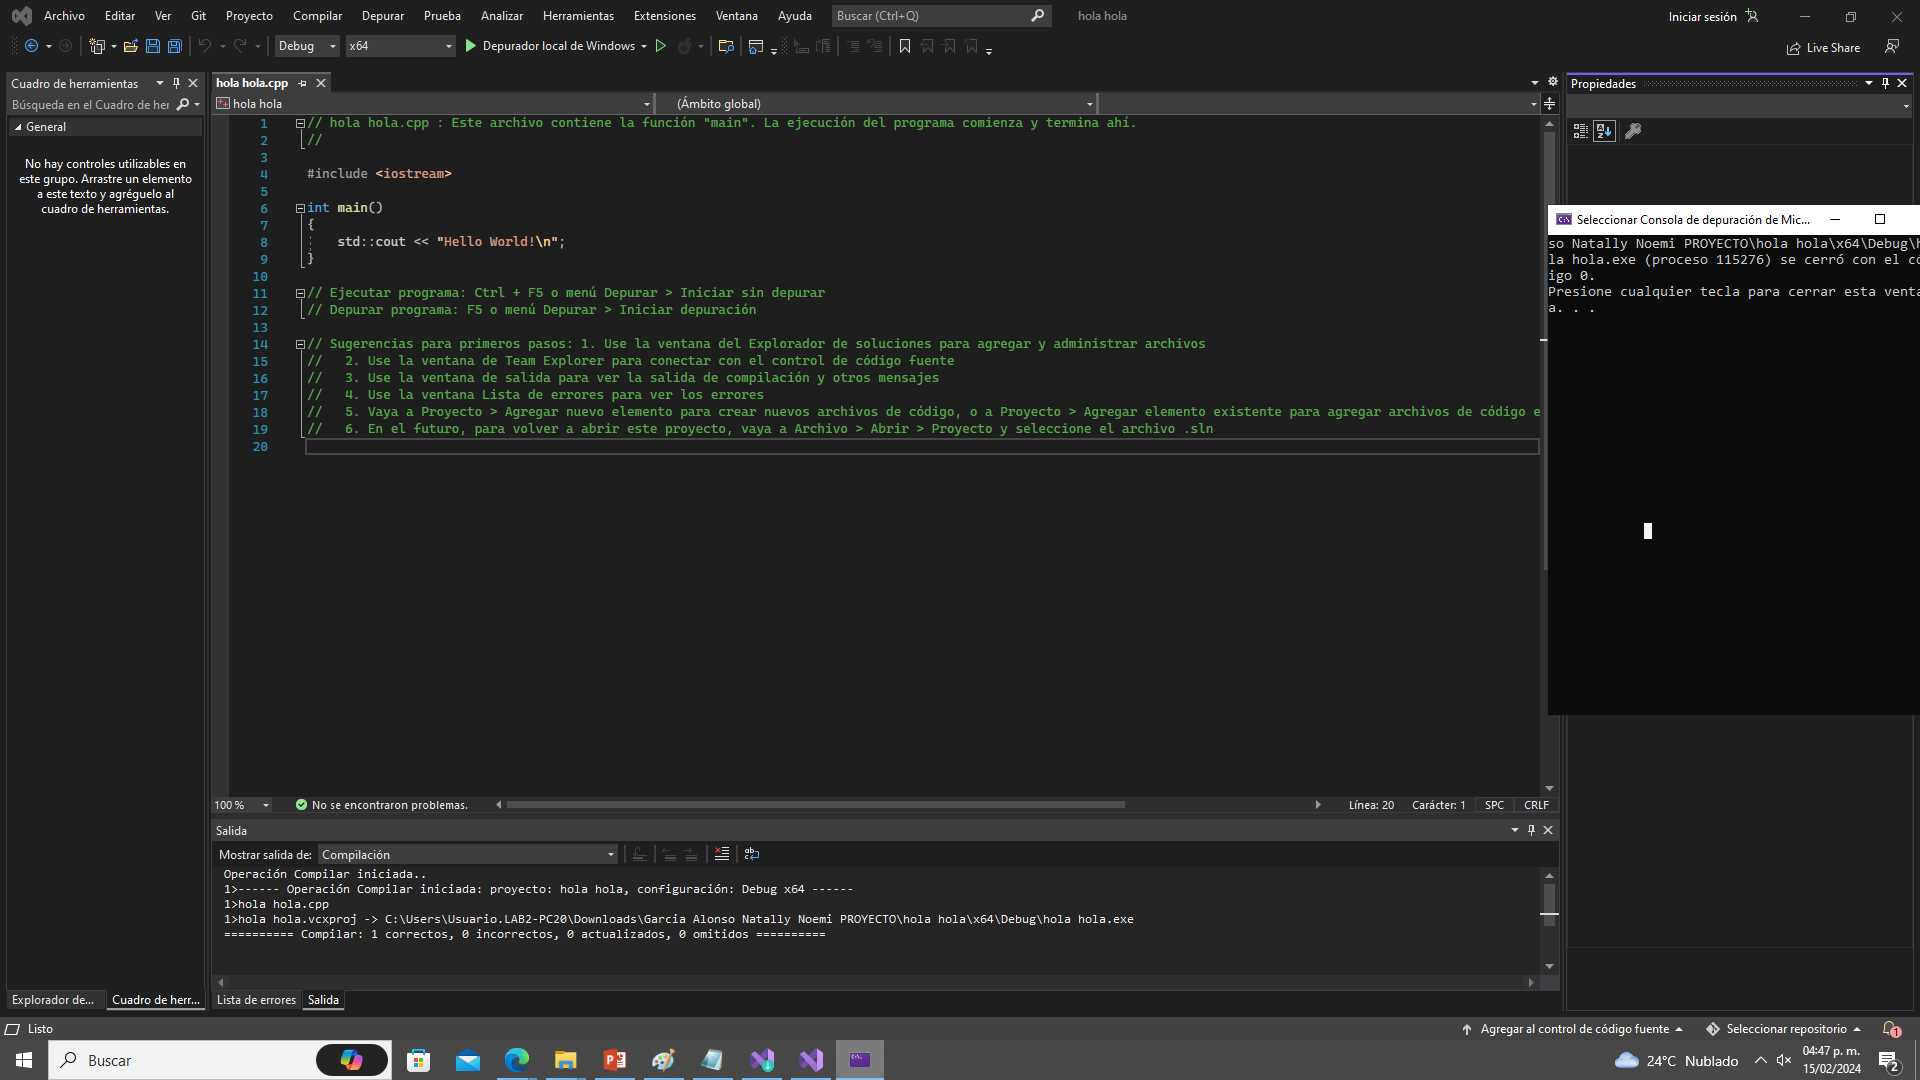 Archivo Editar Ver Git Proyecto Compilar Depurar Prueba Analizar Herramientas Extensiones Ventana Ayuda Buscar (Ctrl+Q) hola hola Iniciar sesión
Debug x64 Depurador local de Windows Live Share
Cuadro de herramientas
Búsqueda en el Cuadro de her
General
No hay controles utilizables en
este grupo. Arrastre un elemento
a este texto y agréguelo al
cuadro de herramientas.
hola hola.cpp
hola hola (Ámbito global)
1 // hola hola.cpp : Este archivo contiene la función "main". La ejecución del programa comienza y termina ahí.
2 //
3
4 #include <iostream>
5
6 int main()
7 {
8 std::cout << "Hello World!\n";
9 }
10
11 // Ejecutar programa: Ctrl + F5 o menú Depurar > Iniciar sin depurar
12 // Depurar programa: F5 o menú Depurar > Iniciar depuración
13
14 // Sugerencias para primeros pasos: 1. Use la ventana del Explorador de soluciones para agregar y administrar archivos
15 //   2. Use la ventana de Team Explorer para conectar con el control de código fuente
16 //   3. Use la ventana de salida para ver la salida de compilación y otros mensajes
17 //   4. Use la ventana Lista de errores para ver los errores
18 //   5. Vaya a Proyecto > Agregar nuevo elemento para crear nuevos archivos de código, o a Proyecto > Agregar elemento existente para agregar archivos de código e
19 //   6. En el futuro, para volver a abrir este proyecto, vaya a Archivo > Abrir > Proyecto y seleccione el archivo .sln
20
100 % No se encontraron problemas. Línea: 20 Carácter: 1 SPC CRLF
Propiedades
Seleccionar Consola de depuración de Mic...
so Natally Noemi PROYECTO\hola hola\x64\Debug\h
la hola.exe (proceso 115276) se cerró con el có
igo 0.
Presione cualquier tecla para cerrar esta venta
a. . .
Salida
Mostrar salida de: Compilación
Operación Compilar iniciada..
1>------ Operación Compilar iniciada: proyecto: hola hola, configuración: Debug x64 ------
1>hola hola.cpp
1>hola hola.vcxproj -> C:\Users\Usuario.LAB2-PC20\Downloads\Garcia Alonso Natally Noemi PROYECTO\hola hola\x64\Debug\hola hola.exe
========== Compilar: 1 correctos, 0 incorrectos, 0 actualizados, 0 omitidos ==========
Explorador de... Cuadro de herr... Lista de errores Salida
Listo Agregar al control de código fuente Seleccionar repositorio 1
Buscar 24°C Nublado 04:47 p. m.
15/02/2024 2